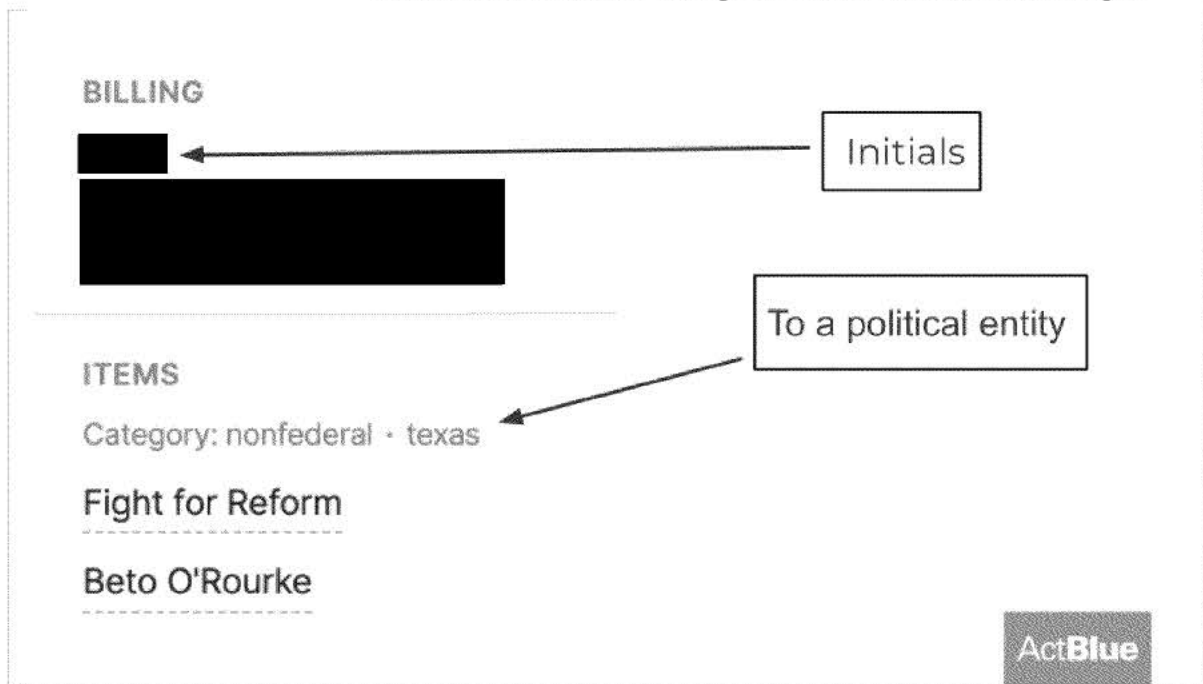 BILLING
Initials
To a political entity
ITEMS
Category: nonfederal · texas
Fight for Reform
Beto O'Rourke
ActBlue